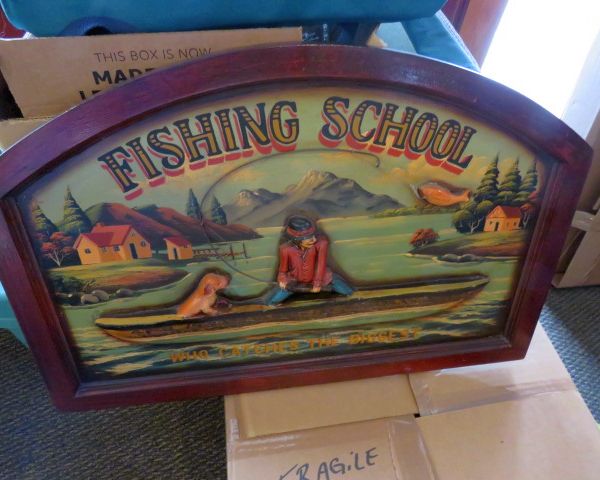 THIS BOX IS NOW
MADE
FISHING SCHOOL
WHO CATCHES THE BIGGEST
FRAGILE